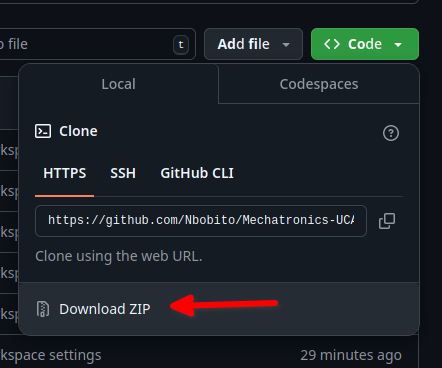 o file
t
Add file
Code
Local
Codespaces
Clone
HTTPS
SSH
GitHub CLI
https://github.com/Nbobito/Mechatronics-UCA
Clone using the web URL.
Download ZIP
kspace settings
29 minutes ago